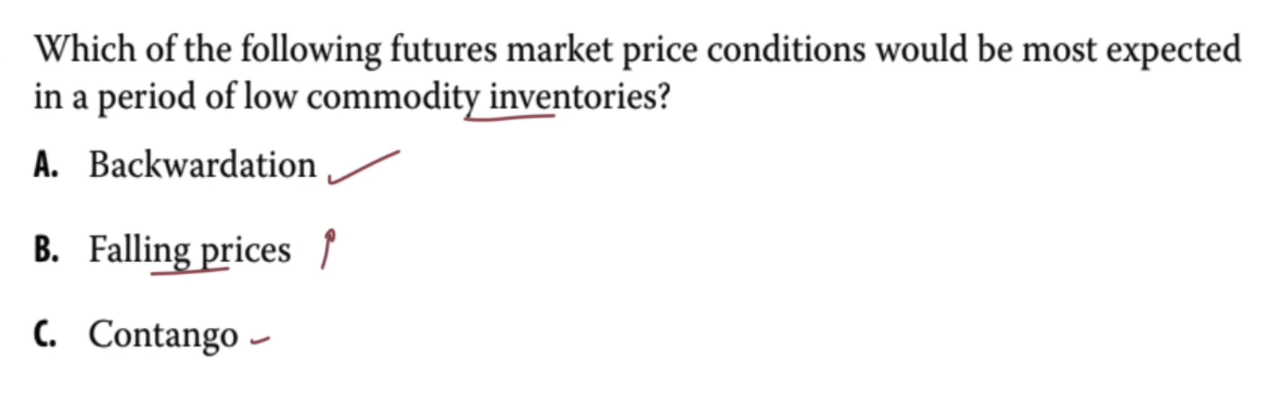 Which of the following futures market price conditions would be most expected
in a period of low commodity inventories?
A. Backwardation
B. Falling prices
C. Contango